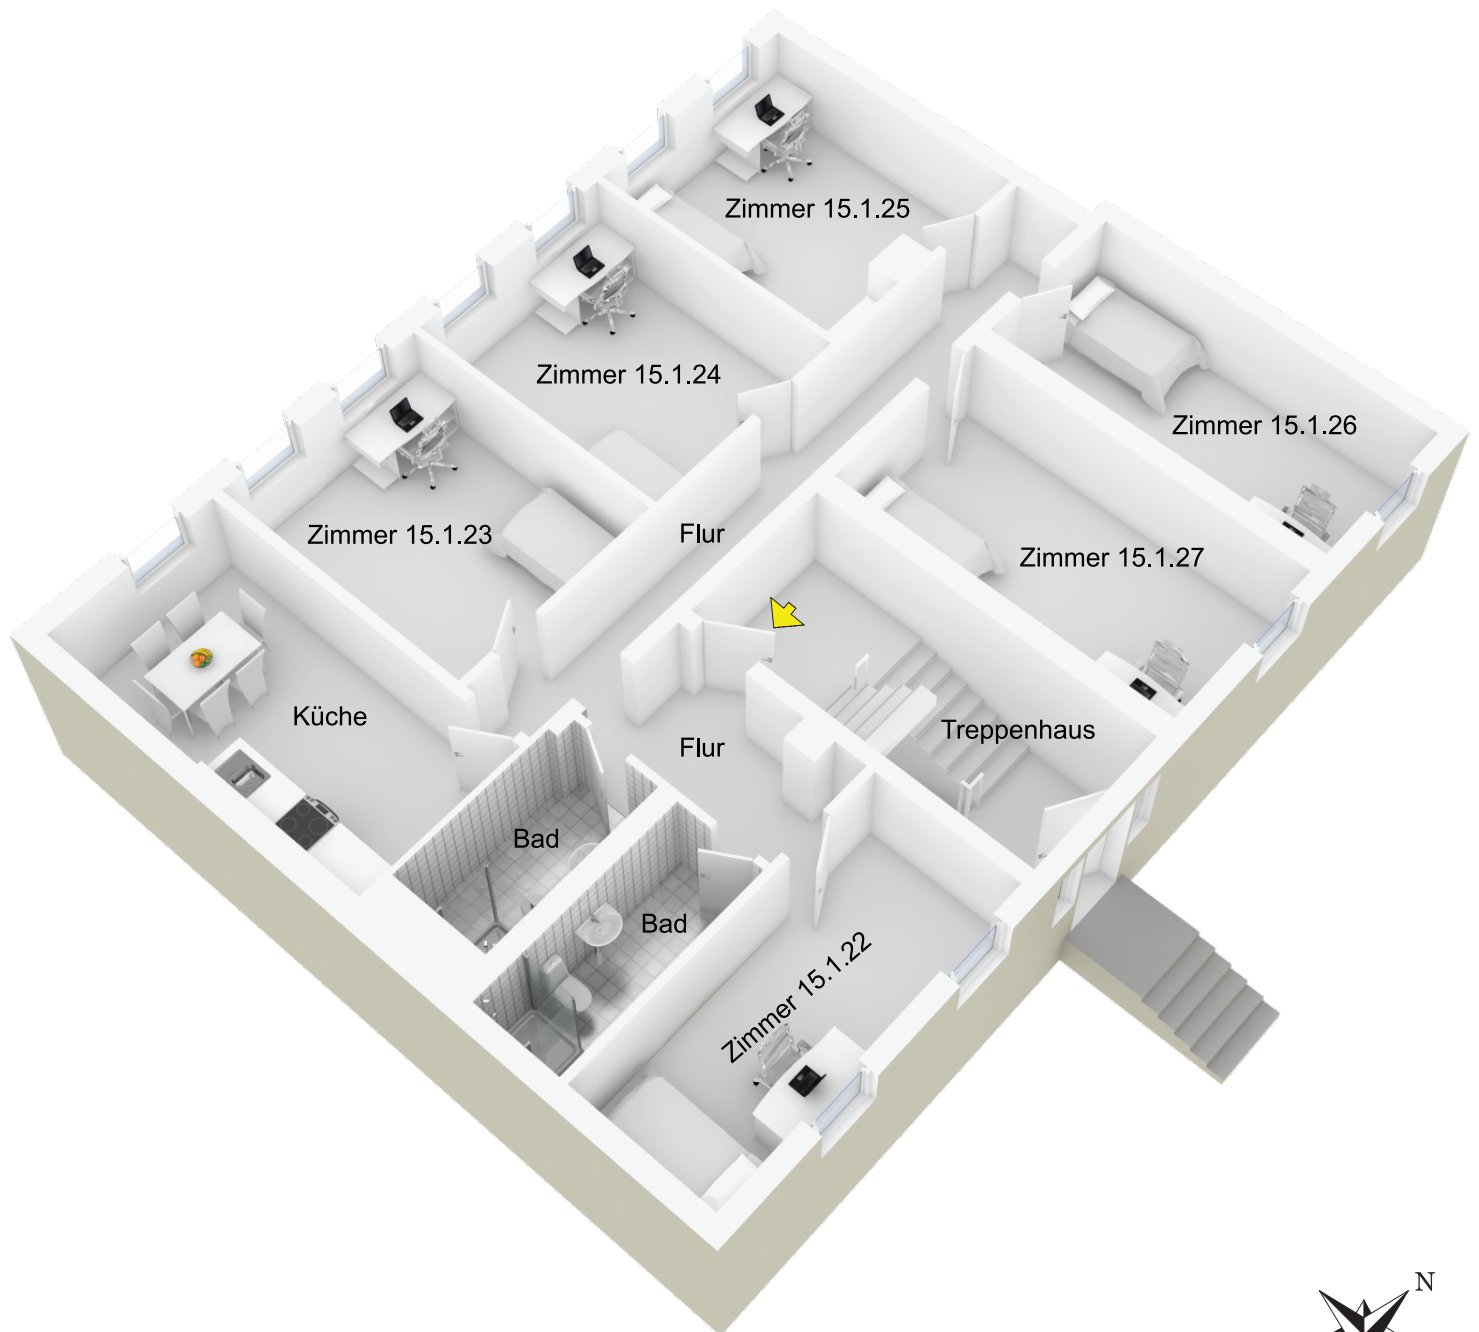 Zimmer 15.1.25
Zimmer 15.1.24
Zimmer 15.1.26
Zimmer 15.1.23
Flur
Zimmer 15.1.27
Küche
Flur
Treppenhaus
Bad
Bad
Zimmer 15.1.22
N